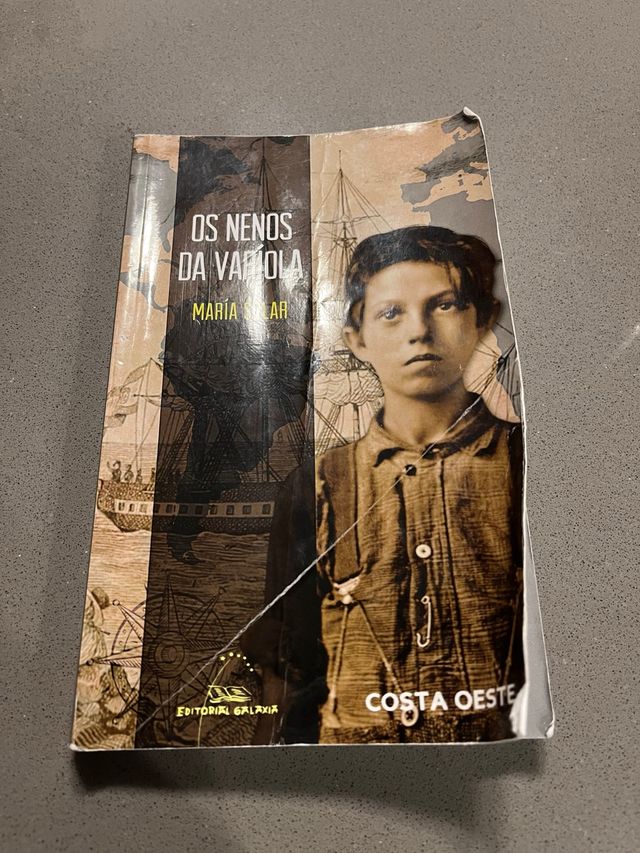 OS NENOS
DA VARÍOLA
MARÍA SOLAR
EDITORIAL GALAXIA
COSTA OESTE